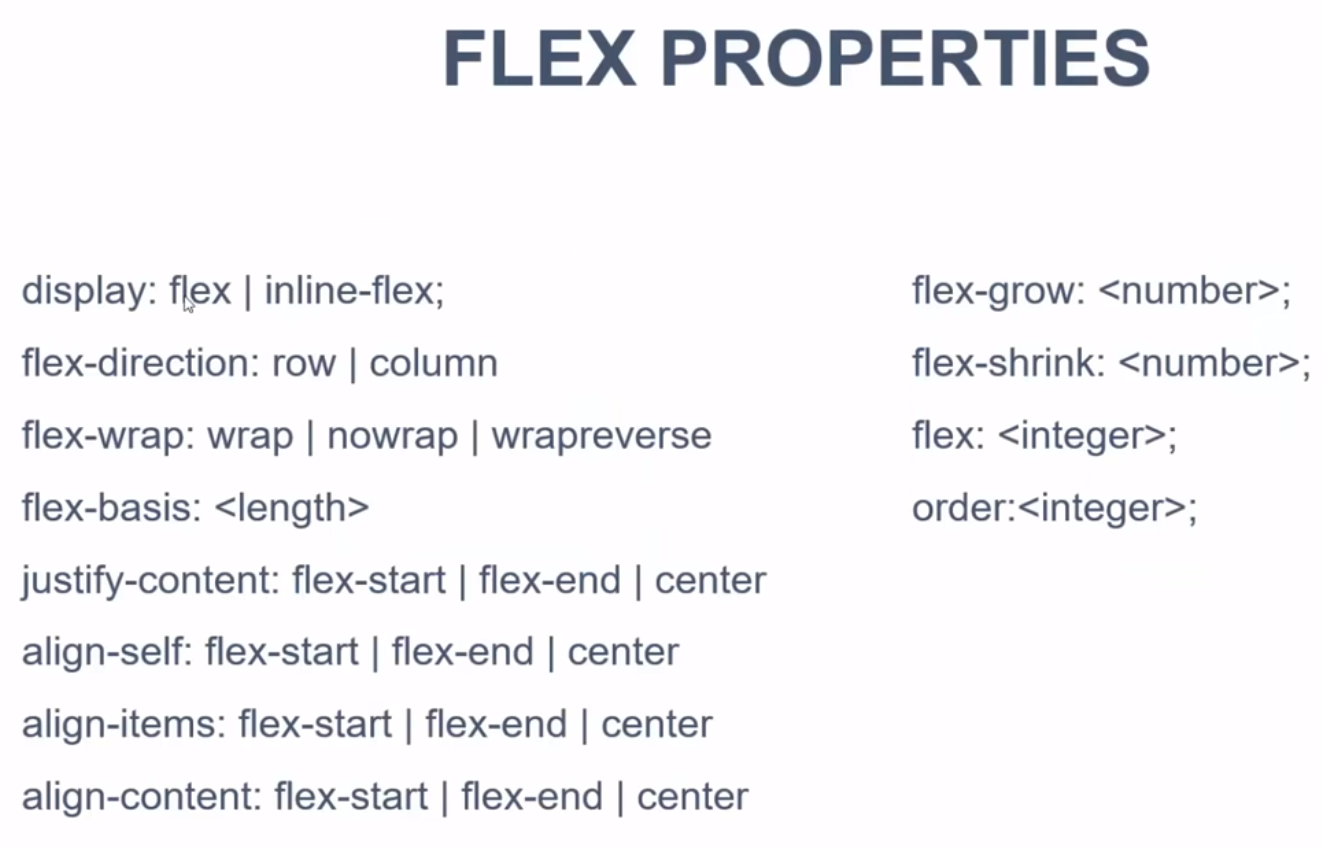 FLEX PROPERTIES
display: flex | inline-flex;
flex-direction: row | column
flex-wrap: wrap | nowrap | wrapreverse
flex-basis: <length>
justify-content: flex-start | flex-end | center
align-self: flex-start | flex-end | center
align-items: flex-start | flex-end | center
align-content: flex-start | flex-end | center
flex-grow: <number>;
flex-shrink: <number>;
flex: <integer>;
order:<integer>;